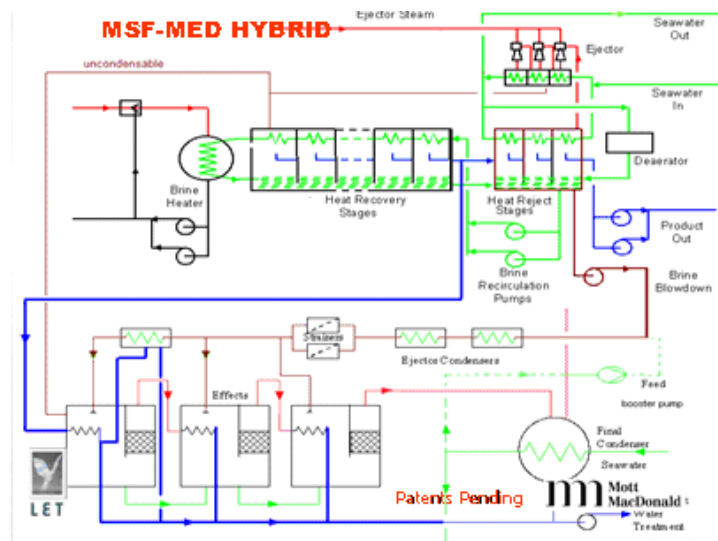 Ejector Steam
MSF-MED HYBRID
Seawater
Out
Ejector
uncondensable
Seawater
In
Deaerator
Brine
Heater
Heat Recovery
Stages
Heat Reject
Stages
Product
Out
Brine
Recirculation
Pumps
Brine
Blowdown
Strainers
Ejector Condensers
Effects
Feed
booster pump
Final
Condenser
Seawater
LET
Patents Pending
Mott
MacDonald
Water
Treatment